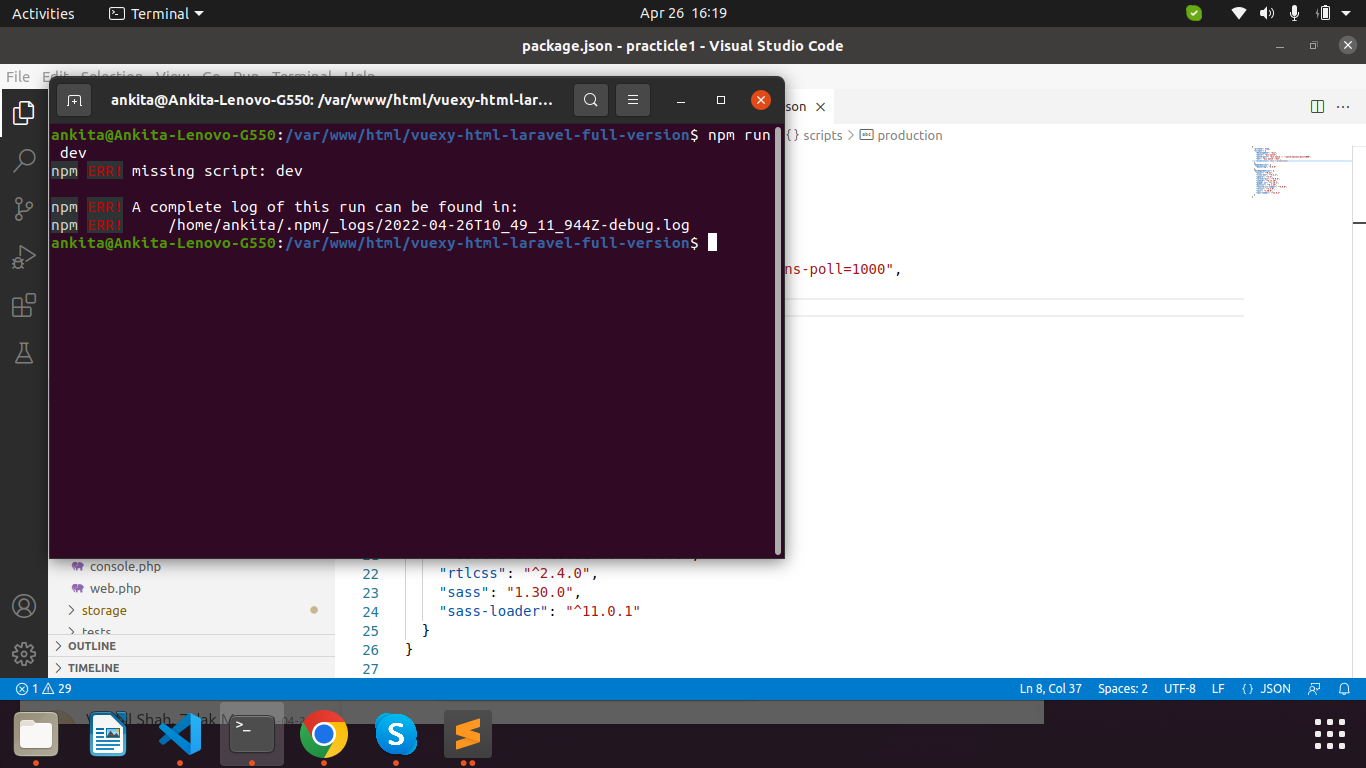 Activities Terminal Apr 26 16:19
package.json - practicle1 - Visual Studio Code
File Edit Selection View Go Run Terminal Help
ankita@Ankita-Lenovo-G550: /var/www/html/vuexy-html-lar...
son
{} scripts > production
ankita@Ankita-Lenovo-G550:/var/www/html/vuexy-html-laravel-full-version$ npm run
dev
npm ERR! missing script: dev
npm ERR! A complete log of this run can be found in:
npm ERR!     /home/ankita/.npm/_logs/2022-04-26T10_49_11_944Z-debug.log
ankita@Ankita-Lenovo-G550:/var/www/html/vuexy-html-laravel-full-version$
ns-poll=1000",
console.php
web.php
storage
tests
OUTLINE
TIMELINE
22 "rtlcss": "^2.4.0",
23 "sass": "1.30.0",
24 "sass-loader": "^11.0.1"
25 }
26 }
27
1 29 Ln 8, Col 37 Spaces: 2 UTF-8 LF {} JSON
Shah,